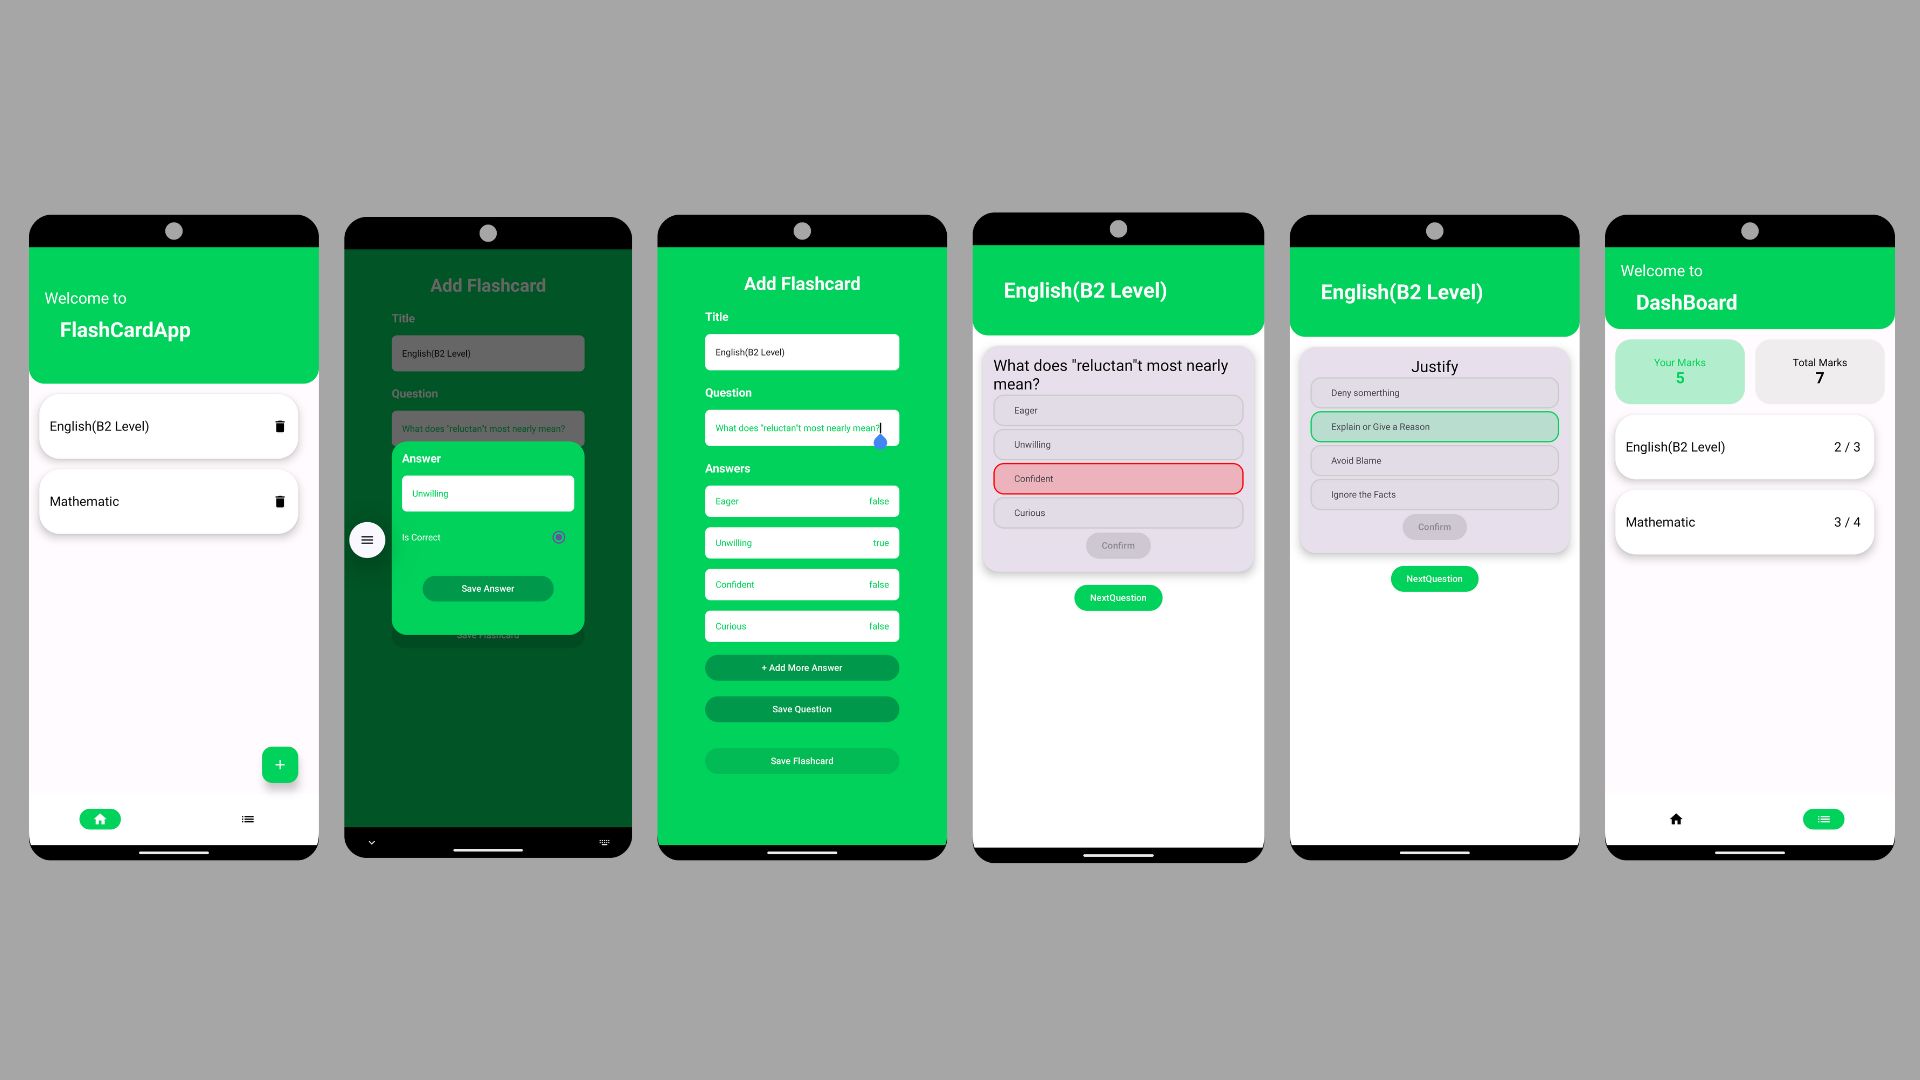 Welcome to
FlashCardApp
English(B2 Level)
Mathematic
+
Add Flashcard
Title
English(B2 Level)
Question
What does "reluctan"t most nearly mean?
Answer
Unwilling
Is Correct
Save Answer
Save Flashcard
Add Flashcard
Title
English(B2 Level)
Question
What does "reluctan"t most nearly mean?
Answers
Eager false
Unwilling true
Confident false
Curious false
+ Add More Answer
Save Question
Save Flashcard
English(B2 Level)
What does "reluctan"t most nearly
mean?
Eager
Unwilling
Confident
Curious
Confirm
NextQuestion
English(B2 Level)
Justify
Deny somerthing
Explain or Give a Reason
Avoid Blame
Ignore the Facts
Confirm
NextQuestion
Welcome to
DashBoard
Your Marks
5
Total Marks
7
English(B2 Level) 2 / 3
Mathematic 3 / 4